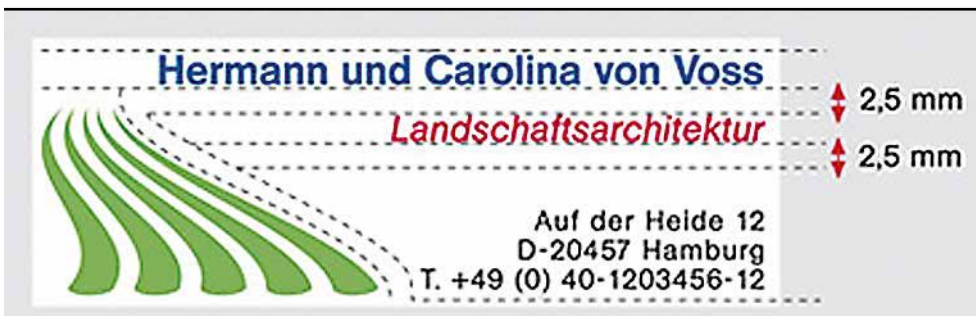 Hermann und Carolina von Voss
2,5 mm
Landschaftsarchitektur
2,5 mm
Auf der Heide 12
D-20457 Hamburg
T. +49 (0) 40-1203456-12